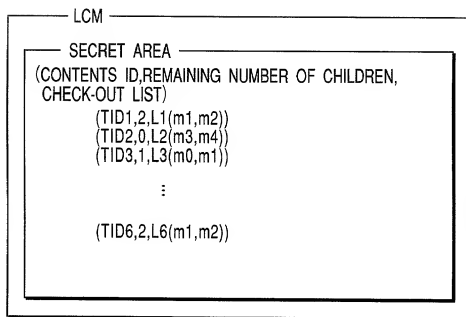 LCM
SECRET AREA
(CONTENTS ID,REMAINING NUMBER OF CHILDREN,
CHECK-OUT LIST)
(TID1,2,L1(m1,m2))
(TID2,0,L2(m3,m4))
(TID3,1,L3(m0,m1))
⋮
(TID6,2,L6(m1,m2))